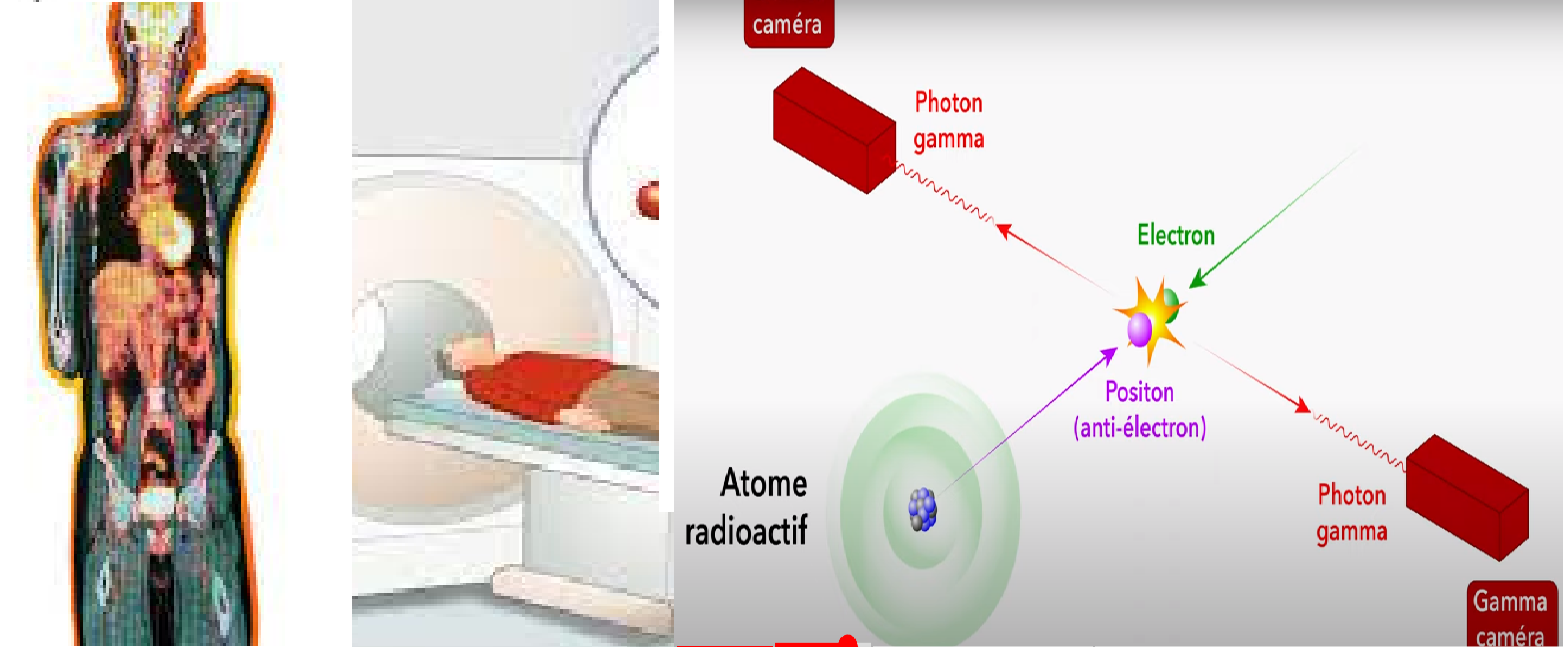 caméra
Photon
gamma
Electron
Positon
(anti-électron)
Atome
radioactif
Photon
gamma
Gamma
caméra